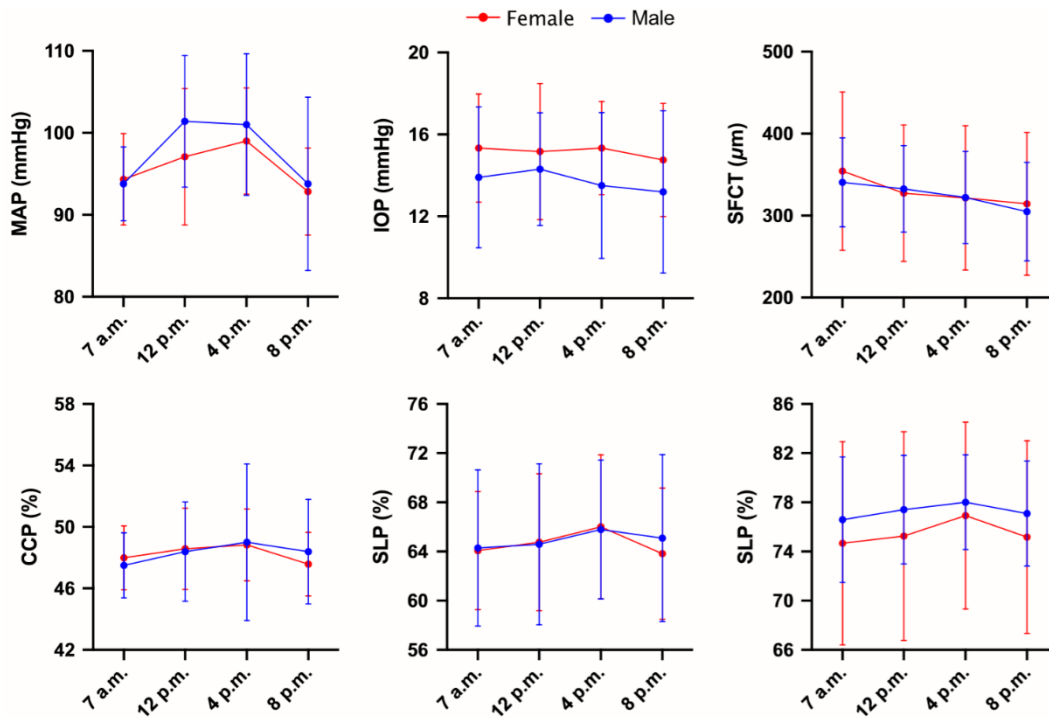 Female Male
MAP (mmHg)
110
100
90
80
7 a.m.
12 p.m.
4 p.m.
8 p.m.
IOP (mmHg)
20
16
12
8
7 a.m.
12 p.m.
4 p.m.
8 p.m.
SFCT (μm)
500
400
300
200
7 a.m.
12 p.m.
4 p.m.
8 p.m.
CCP (%)
58
54
50
46
42
7 a.m.
12 p.m.
4 p.m.
8 p.m.
SLP (%)
76
72
68
64
60
56
7 a.m.
12 p.m.
4 p.m.
8 p.m.
SLP (%)
86
82
78
74
70
66
7 a.m.
12 p.m.
4 p.m.
8 p.m.